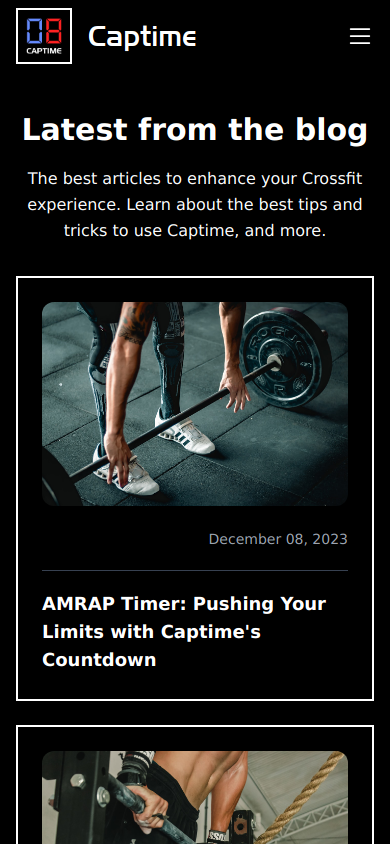 08
CAPTIME
Captime
Latest from the blog
The best articles to enhance your Crossfit
experience. Learn about the best tips and
tricks to use Captime, and more.
December 08, 2023
AMRAP Timer: Pushing Your
Limits with Captime's
Countdown